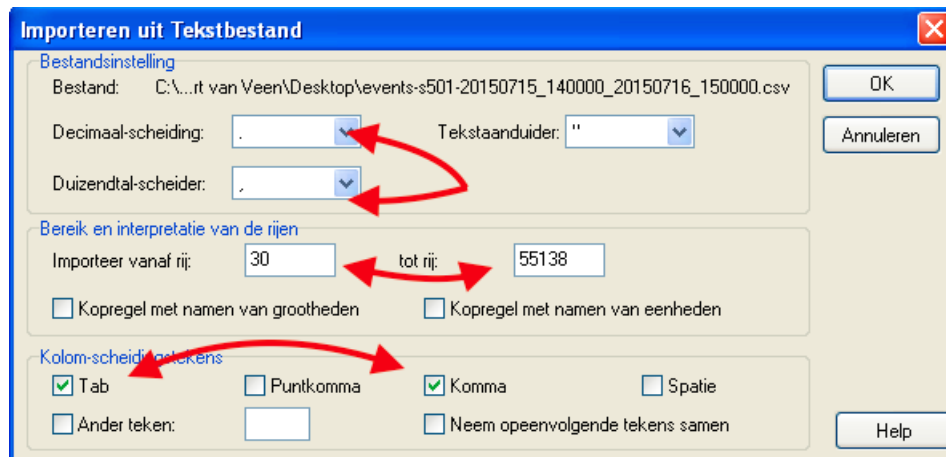 Importeren uit Tekstbestand
Bestandsinstelling
Bestand: C:\...rt van Veen\Desktop\events-s501-20150715_140000_20150716_150000.csv
OK
Decimaal-scheiding: . Tekstaanduider: "
Annuleren
Duizendtal-scheider: ,
Bereik en interpretatie van de rijen
Importeer vanaf rij: 30 tot rij: 55138
Kopregel met namen van grootheden Kopregel met namen van eenheden
Kolom-scheidingstekens
Tab Puntkomma Komma Spatie
Ander teken: Neem opeenvolgende tekens samen
Help